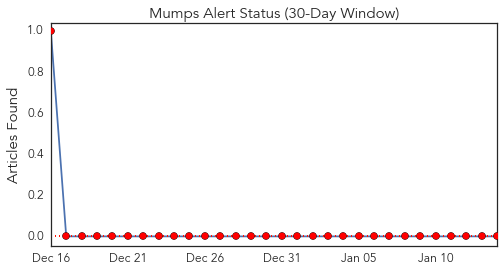 Mumps Alert Status (30-Day Window)
Articles Found
1.0
0.8
0.6
0.4
0.2
0.0
Dec 16 Dec 21 Dec 26 Dec 31 Jan 05 Jan 10